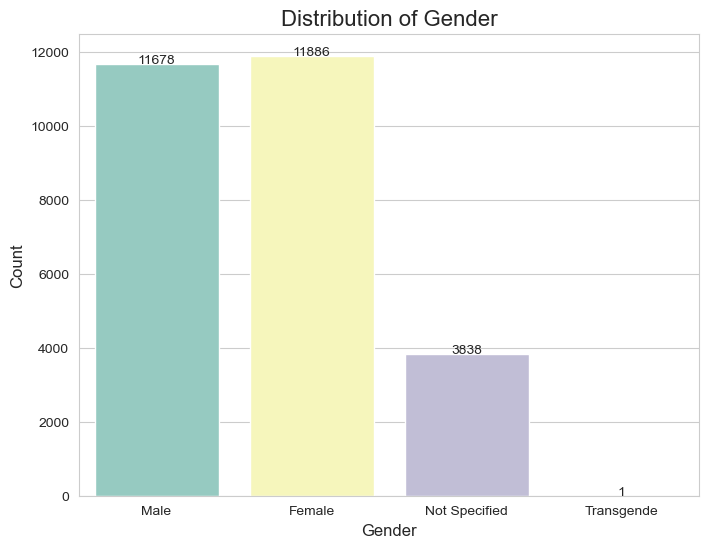 Distribution of Gender
12000
10000
8000
6000
4000
2000
0
Count
11678
11886
3838
1
Male
Female
Not Specified
Transgende
Gender